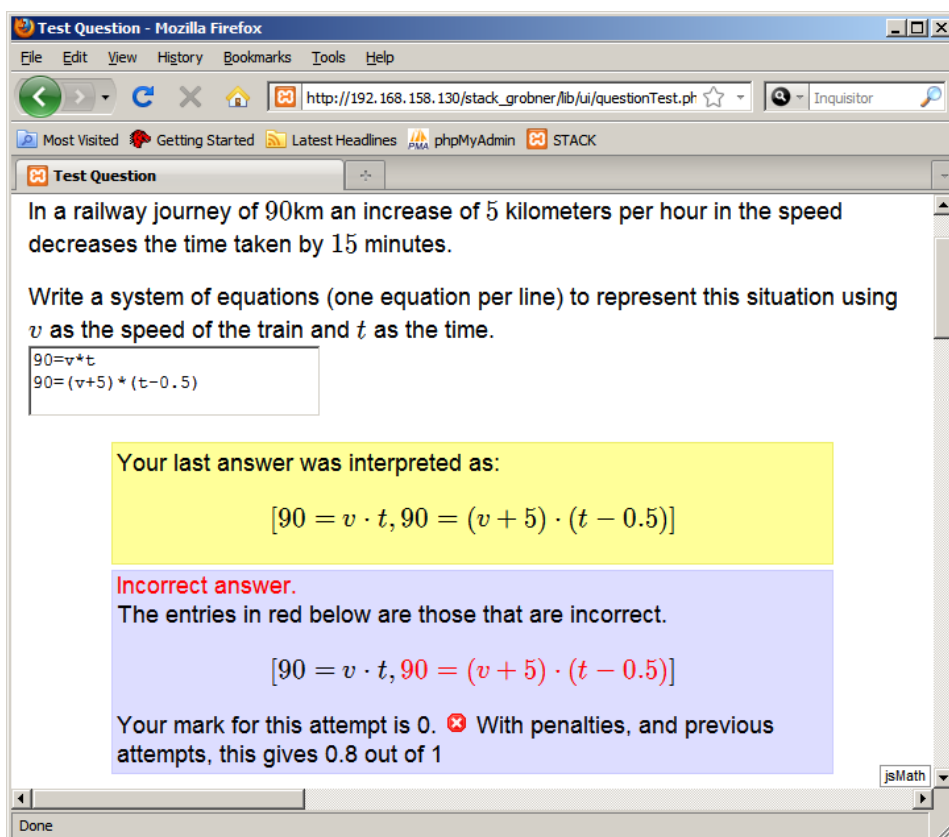 Test Question - Mozilla Firefox
File Edit View History Bookmarks Tools Help
http://192.168.158.130/stack_grobner/lib/ui/questionTest.ph Inquisitor
Most Visited Getting Started Latest Headlines PMA phpMyAdmin STACK
Test Question
In a railway journey of 90km an increase of 5 kilometers per hour in the speed
decreases the time taken by 15 minutes.
Write a system of equations (one equation per line) to represent this situation using
v as the speed of the train and t as the time.
90=v*t
90=(v+5)*(t-0.5)
Your last answer was interpreted as:
[90 = v · t, 90 = (v + 5) · (t − 0.5)]
Incorrect answer.
The entries in red below are those that are incorrect.
[90 = v · t, 90 = (v + 5) · (t − 0.5)]
Your mark for this attempt is 0. With penalties, and previous
attempts, this gives 0.8 out of 1
jsMath
Done